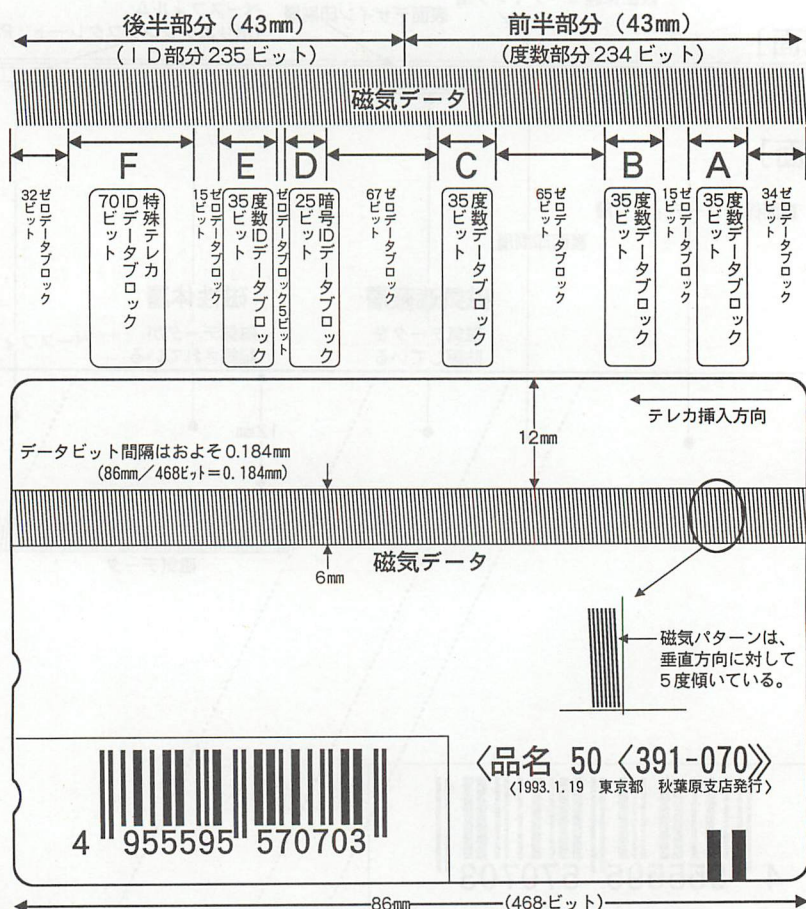 後半部分（43mm）
前半部分（43mm）
（ＩＤ部分235ビット）
（度数部分234ビット）
磁気データ
F
E
D
C
B
A
ゼロデータブロック
32ビット
特殊テレカ
IDデータブロック
70ビット
ゼロデータブロック
15ビット
度数IDデータブロック
35ビット
ゼロデータブロック5ビット
暗号IDデータブロック
25ビット
ゼロデータブロック
67ビット
度数データブロック
35ビット
ゼロデータブロック
65ビット
度数データブロック
35ビット
ゼロデータブロック
15ビット
度数データブロック
35ビット
ゼロデータブロック
34ビット
テレカ挿入方向
12mm
データビット間隔はおよそ0.184mm
（86mm／468ビット＝0.184mm）
磁気データ
6mm
磁気パターンは、
垂直方向に対して
5度傾いている。
〈品名 50〈391-070〉〉
〈1993.1.19 東京都 秋葉原支店発行〉
4 955595 570703
86mm
（468・ビット）